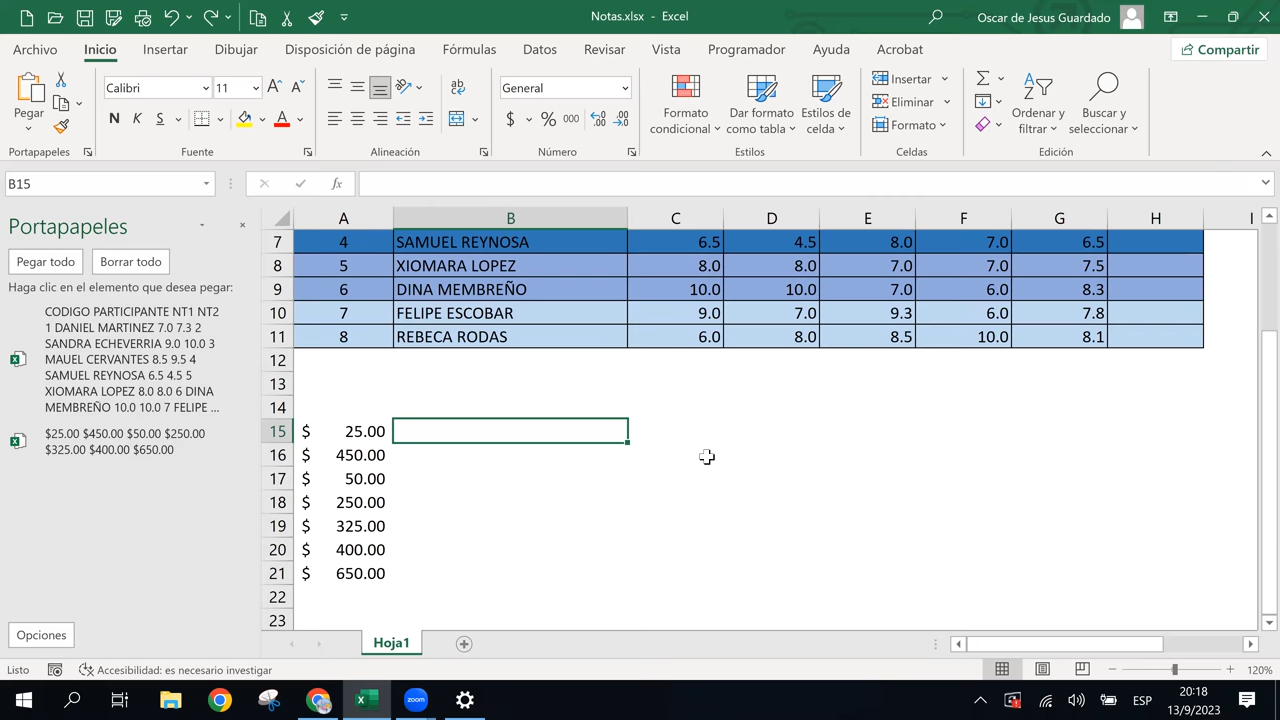 Notas.xlsx - Excel
Oscar de Jesus Guardado
Archivo Inicio Insertar Dibujar Disposición de página Fórmulas Datos Revisar Vista Programador Ayuda Acrobat Compartir
Pegar
Portapapeles
Calibri 11
N K S
Fuente
ab
Alineación
General
$ % 000
Número
Formato condicional
Dar formato como tabla
Estilos de celda
Estilos
Insertar
Eliminar
Formato
Celdas
Ordenar y filtrar
Buscar y seleccionar
Edición
B15
fx
Portapapeles
Pegar todo Borrar todo
Haga clic en el elemento que desea pegar:
CODIGO PARTICIPANTE NT1 NT2
1 DANIEL MARTINEZ 7.0 7.3 2
SANDRA ECHEVERRIA 9.0 10.0 3
MAUEL CERVANTES 8.5 9.5 4
SAMUEL REYNOSA 6.5 4.5 5
XIOMARA LOPEZ 8.0 8.0 6 DINA
MEMBREÑO 10.0 10.0 7 FELIPE ...
$25.00 $450.00 $50.00 $250.00
$325.00 $400.00 $650.00
Opciones
A B C D E F G H I
7 4 SAMUEL REYNOSA 6.5 4.5 8.0 7.0 6.5
8 5 XIOMARA LOPEZ 8.0 8.0 7.0 7.0 7.5
9 6 DINA MEMBREÑO 10.0 10.0 7.0 6.0 8.3
10 7 FELIPE ESCOBAR 9.0 7.0 9.3 6.0 7.8
11 8 REBECA RODAS 6.0 8.0 8.5 10.0 8.1
12
13
14
15 $ 25.00
16 $ 450.00
17 $ 50.00
18 $ 250.00
19 $ 325.00
20 $ 400.00
21 $ 650.00
22
23
Hoja1
Listo Accesibilidad: es necesario investigar 120%
zoom
ESP
20:18
13/9/2023